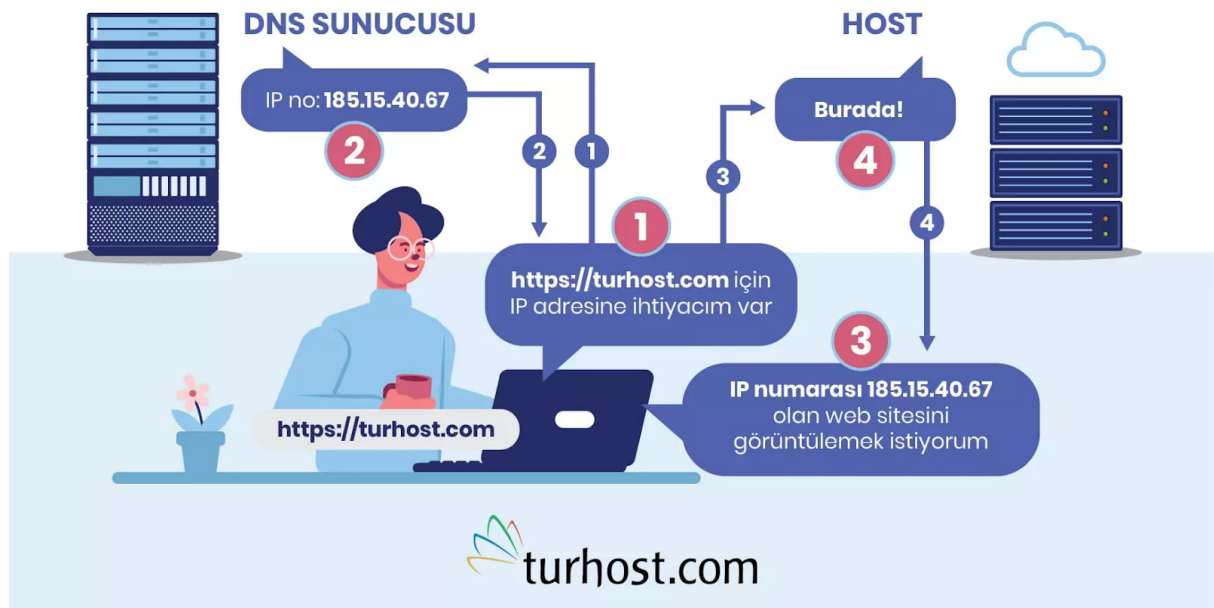 DNS SUNUCUSU
HOST
IP no: 185.15.40.67
2
Burada!
4
2
1
3
4
1
https://turhost.com için
IP adresine ihtiyacım var
3
IP numarası 185.15.40.67
olan web sitesini
görüntülemek istiyorum
https://turhost.com
turhost.com